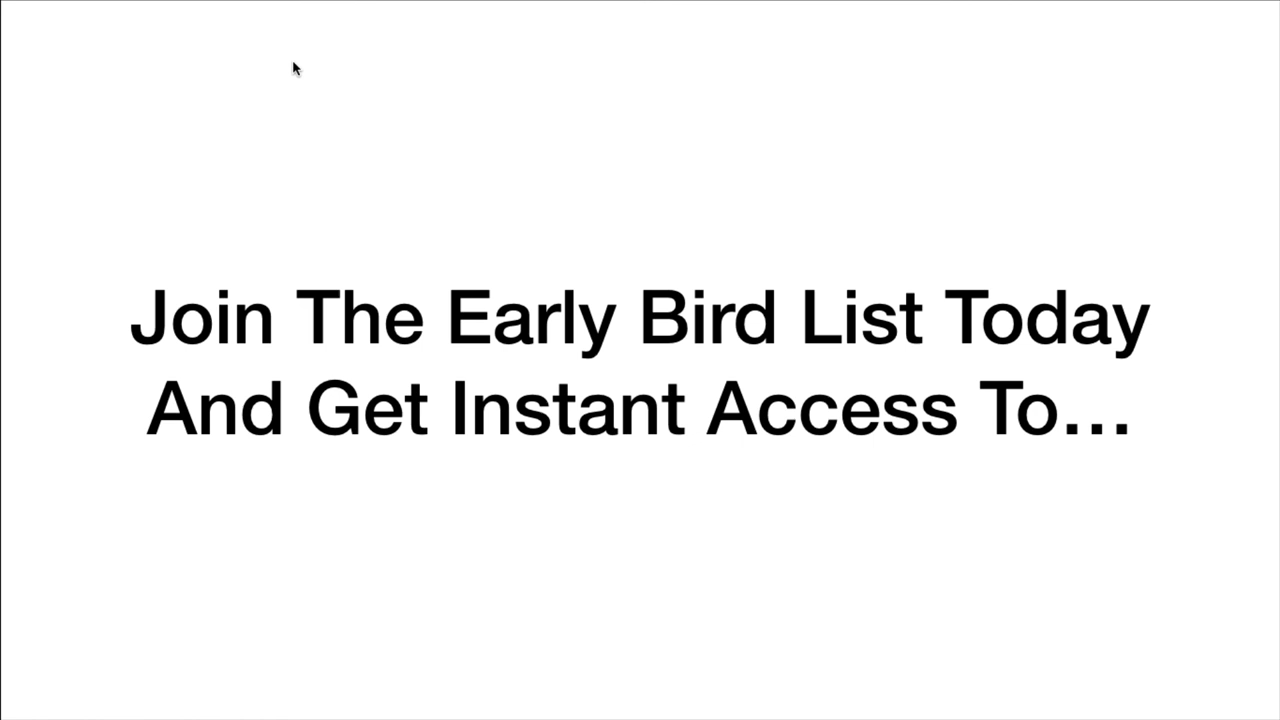 Join The Early Bird List Today
And Get Instant Access To…